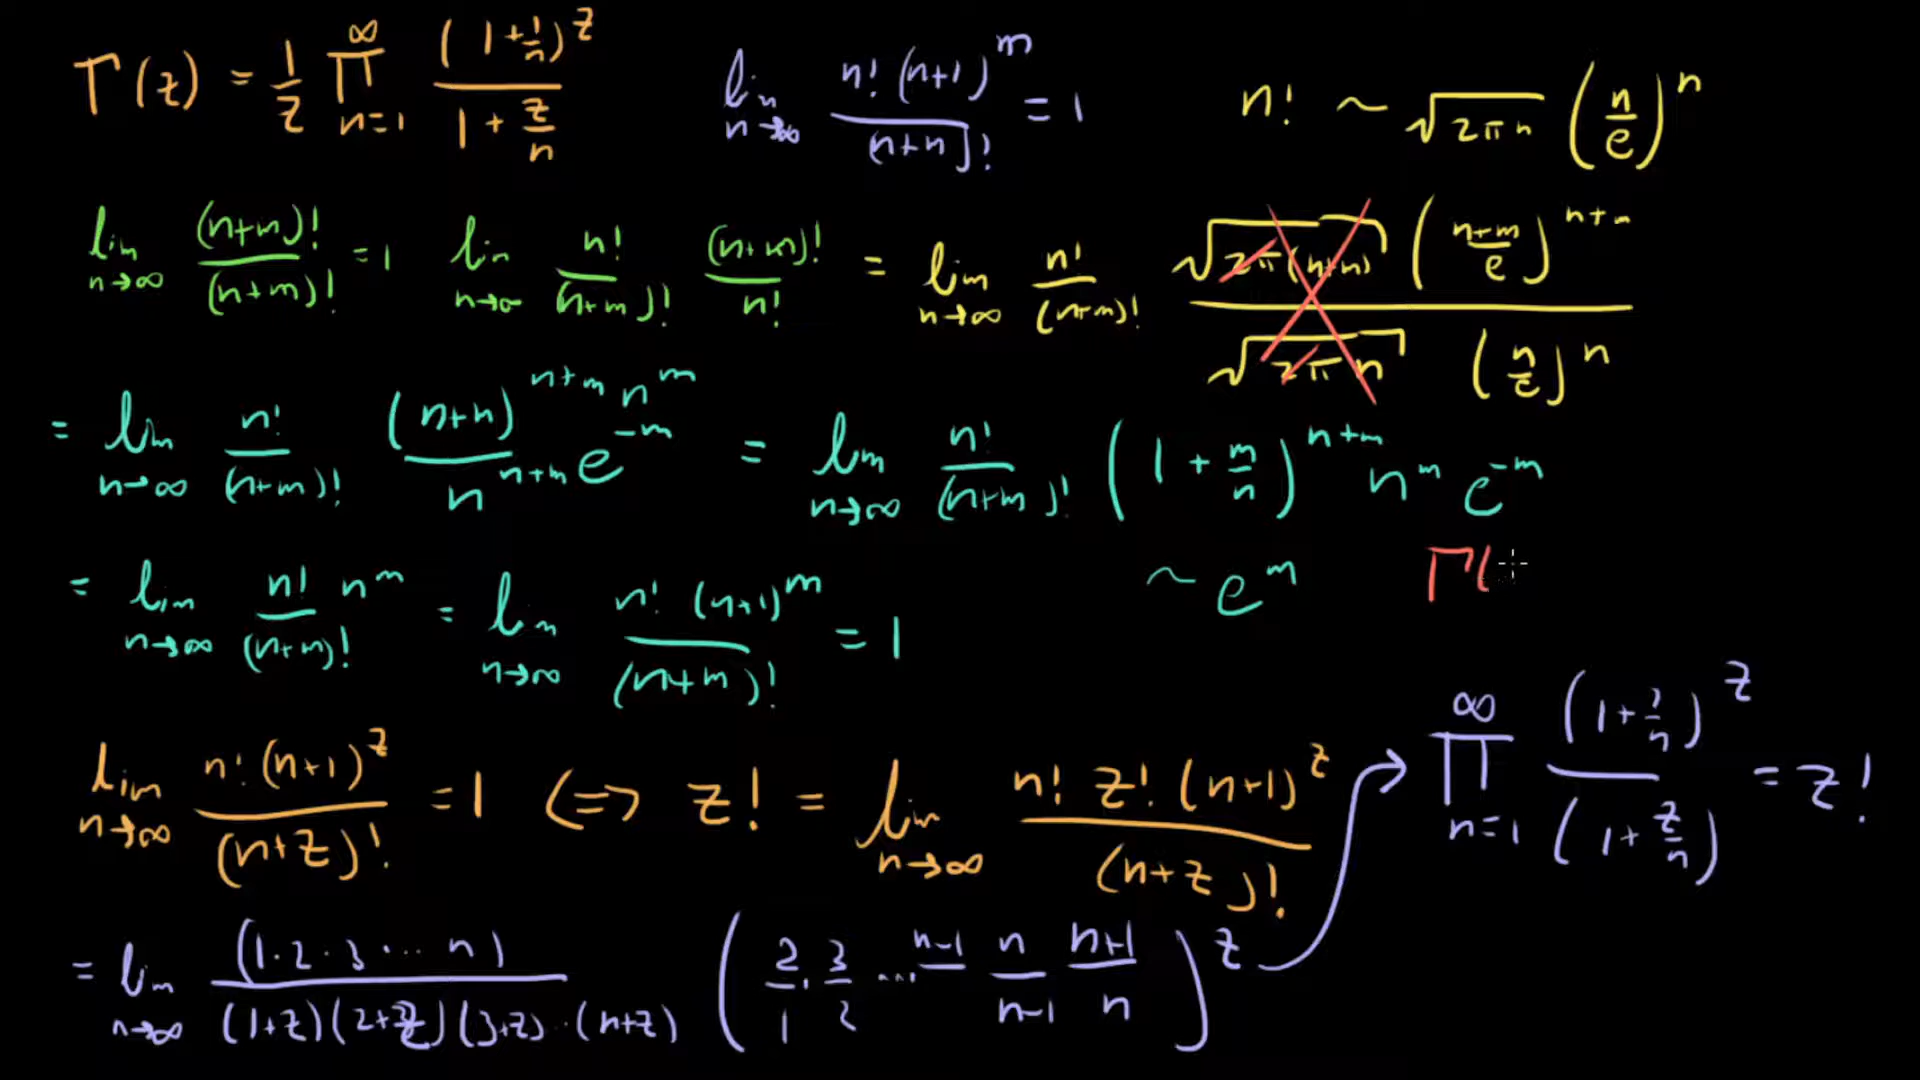 Γ(z) = 1/z ∏_{n=1}^{∞} (1+1/n)^z / (1 + z/n)
lim_{n→∞} n! (n+1)^m / (n+m)! = 1
n! ~ √(2πn) (n/e)^n
lim_{n→∞} (n+m)! / (n+m)! = 1
lim_{n→∞} n! / (n+m)! (n+m)! / n! = lim_{n→∞} n! / (n+m)! √(2π(n+m)) ((n+m)/e)^{n+m} / √(2πn) (n/e)^n
= lim_{n→∞} n! / (n+m)! (n+m)^{n+m} n^m / n^{n+m} e^{-m} = lim_{n→∞} n! / (n+m)! (1 + m/n)^{n+m} n^m e^{-m}
~ e^m
Γ(
= lim_{n→∞} n! n^m / (n+m)! = lim_{n→∞} n! (n+1)^m / (n+m)! = 1
lim_{n→∞} n! (n+1)^z / (n+z)! = 1 ⟺ z! = lim_{n→∞} n! z! (n+1)^z / (n+z)!
= lim_{n→∞} (1·2·3···n) / (1+z)(2+z)(3+z)··(n+z) (2/1 · 3/2 ··· n-1 n/n-1 n+1/n)^z →
∏_{n=1}^{∞} (1+1/n)^z / (1+z/n) = z!